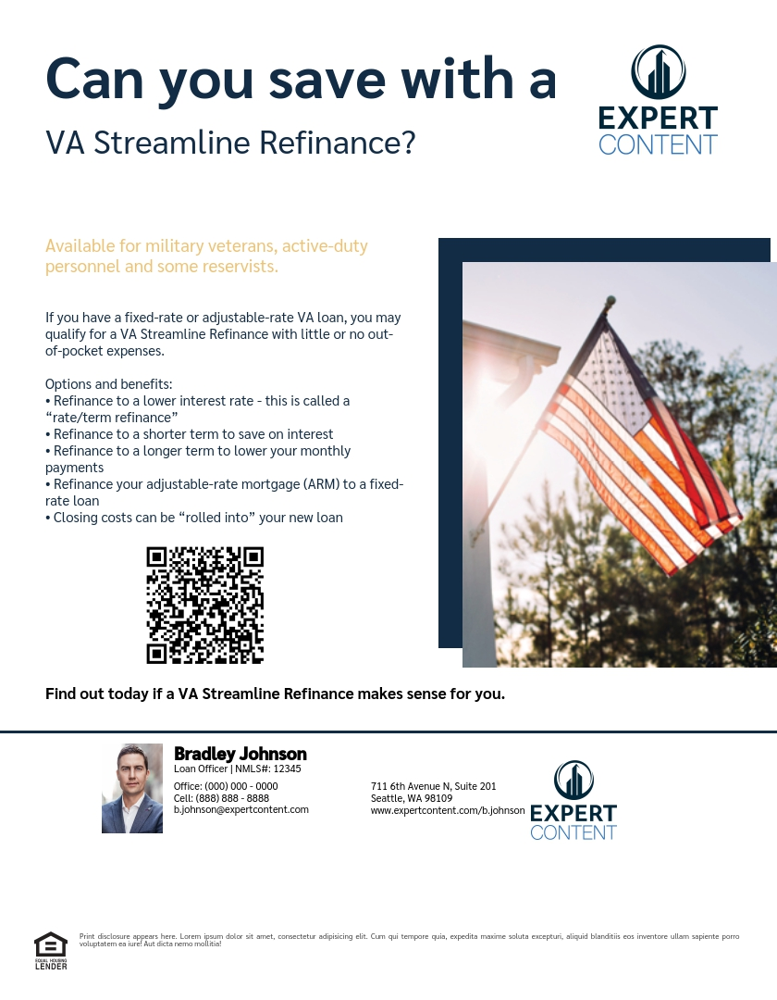 Can you save with a
VA Streamline Refinance?
EXPERT
CONTENT
Available for military veterans, active-duty
personnel and some reservists.
If you have a fixed-rate or adjustable-rate VA loan, you may
qualify for a VA Streamline Refinance with little or no out-
of-pocket expenses.
Options and benefits:
• Refinance to a lower interest rate - this is called a
“rate/term refinance”
• Refinance to a shorter term to save on interest
• Refinance to a longer term to lower your monthly
payments
• Refinance your adjustable-rate mortgage (ARM) to a fixed-
rate loan
• Closing costs can be “rolled into” your new loan
Find out today if a VA Streamline Refinance makes sense for you.
Bradley Johnson
Loan Officer | NMLS#: 12345
Office: (000) 000 - 0000
Cell: (888) 888 - 8888
b.johnson@expertcontent.com
711 6th Avenue N, Suite 201
Seattle, WA 98109
www.expertcontent.com/b.johnson
EXPERT
CONTENT
EQUAL HOUSING
LENDER
Print disclosure appears here. Lorem ipsum dolor sit amet, consectetur adipisicing elit. Cum qui tempore quia, expedita maxime soluta excepturi, aliquid blanditiis eos inventore ullam sapiente porro
voluptatem ea iure! Aut dicta nemo mollitia!